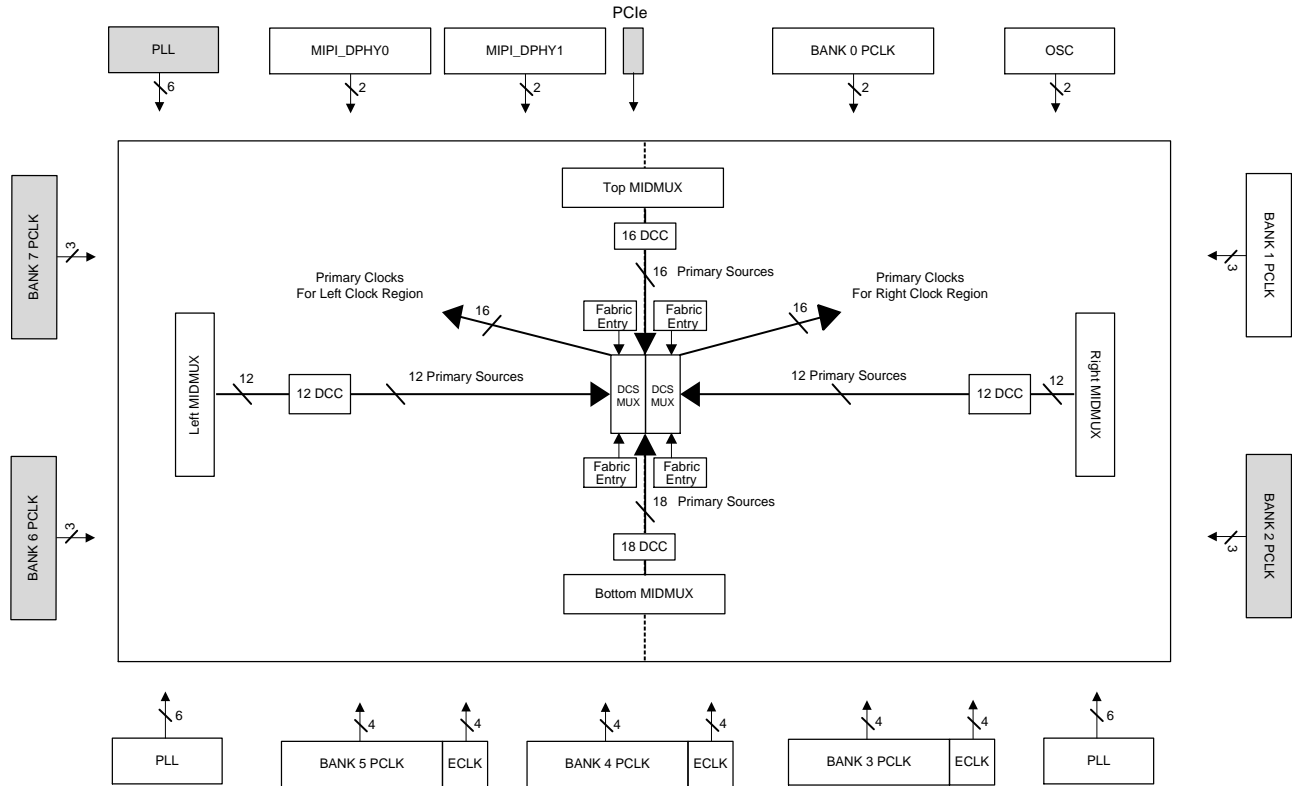 PCIe
PLL
MIPI_DPHY0
MIPI_DPHY1
BANK 0 PCLK
OSC
6
2
2
2
2
Top MIDMUX
16 DCC
BANK 7 PCLK
3
BANK 1 PCLK
3
16 Primary Sources
Primary Clocks
For Left Clock Region
Primary Clocks
For Right Clock Region
16
Fabric
Entry
Fabric
Entry
16
Left MIDMUX
12
12 DCC
12 Primary Sources
DCS
MUX
DCS
MUX
12 Primary Sources
12 DCC
12
Right MIDMUX
Fabric
Entry
Fabric
Entry
18 Primary Sources
BANK 6 PCLK
3
BANK 2 PCLK
3
18 DCC
Bottom MIDMUX
6
4
4
4
4
4
4
6
PLL
BANK 5 PCLK
ECLK
BANK 4 PCLK
ECLK
BANK 3 PCLK
ECLK
PLL